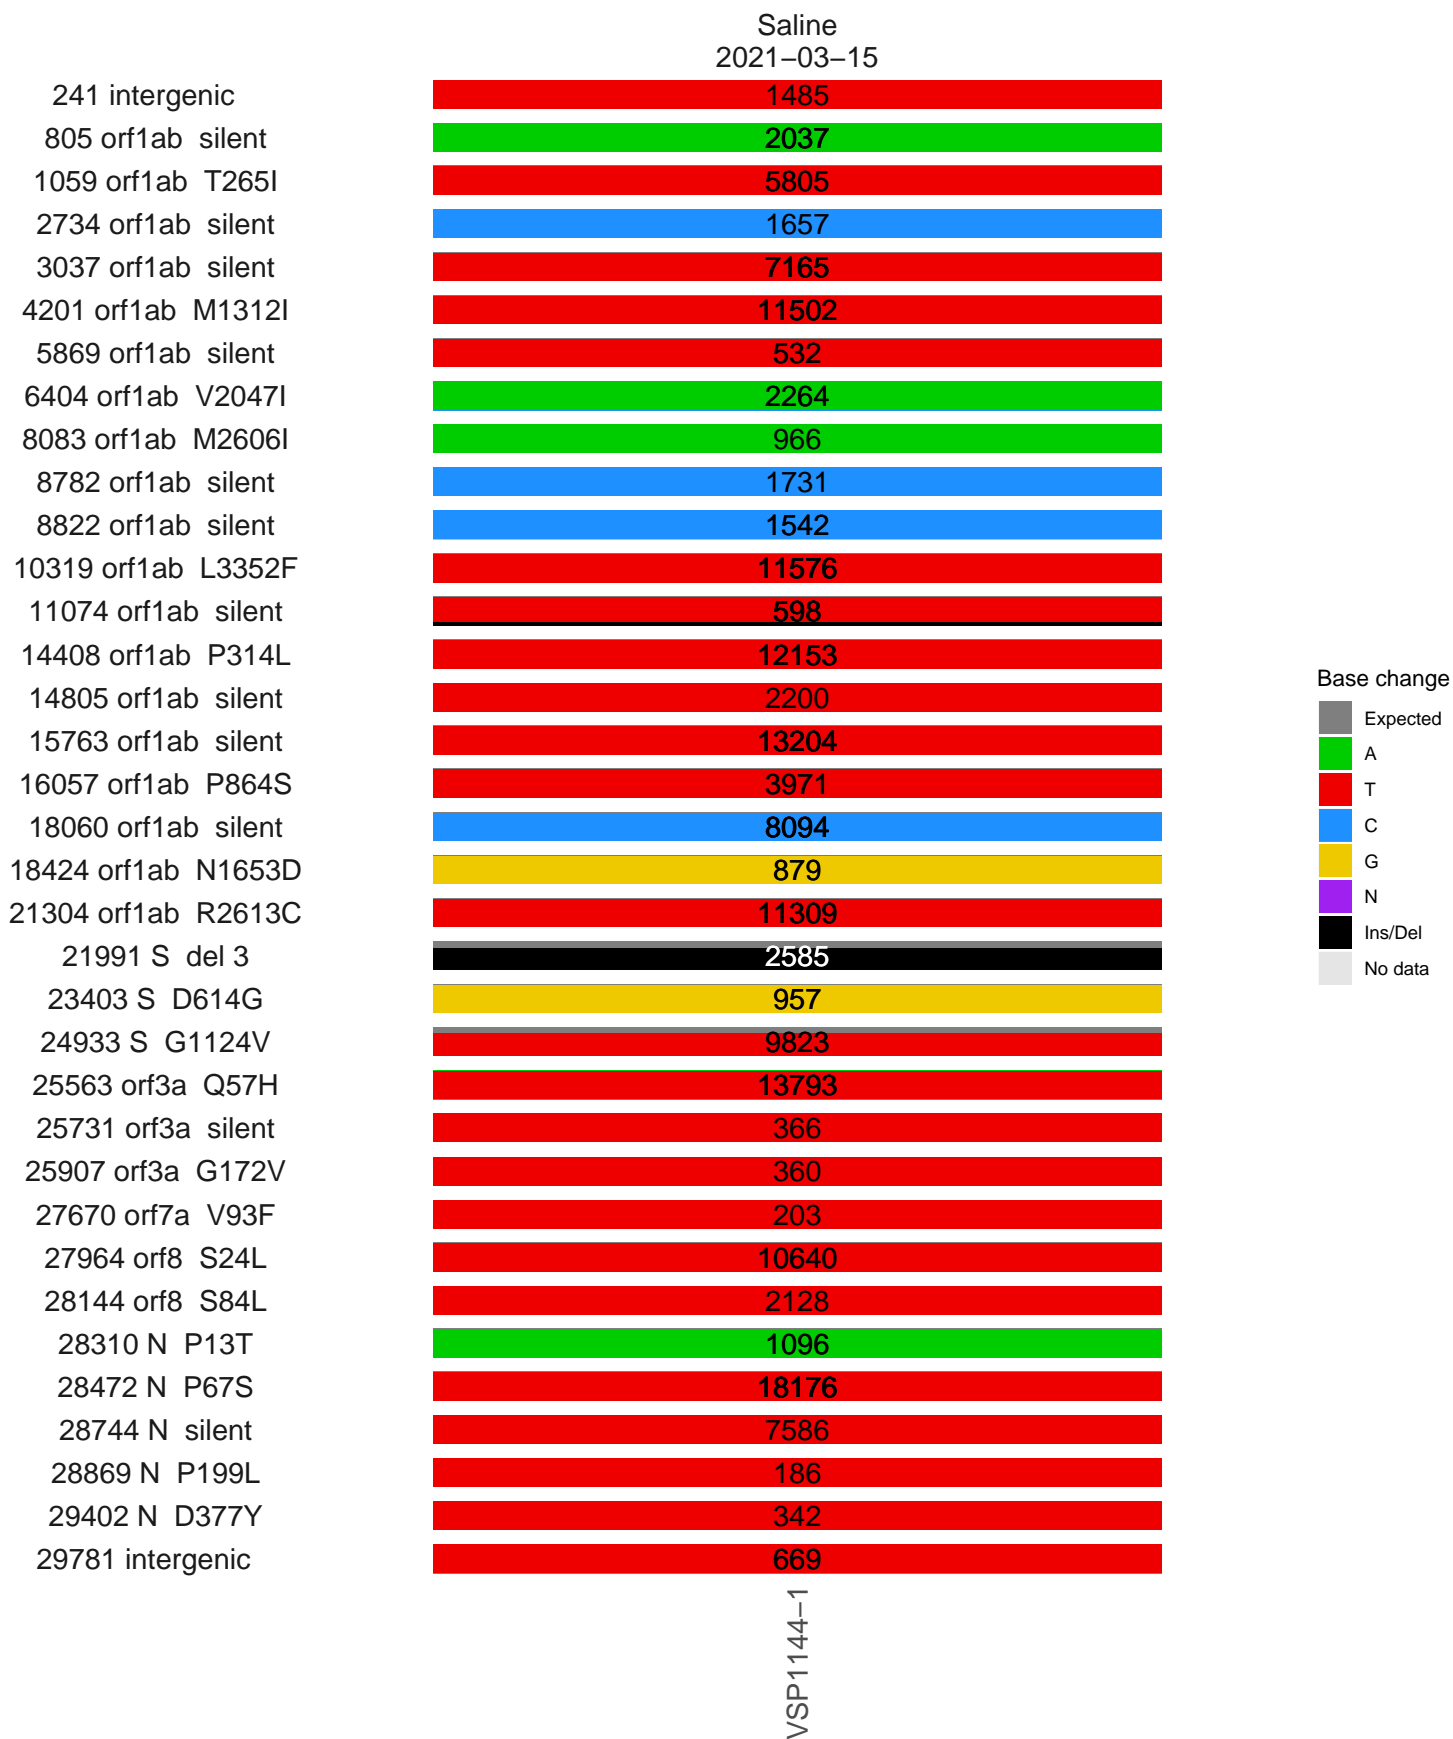 Saline
2021−03−15
241 intergenic 1485
805 orf1ab silent 2037
1059 orf1ab T265I 5805
2734 orf1ab silent 1657
3037 orf1ab silent 7165
4201 orf1ab M1312I 11502
5869 orf1ab silent 532
6404 orf1ab V2047I 2264
8083 orf1ab M2606I 966
8782 orf1ab silent 1731
8822 orf1ab silent 1542
10319 orf1ab L3352F 11576
11074 orf1ab silent 598
14408 orf1ab P314L 12153
14805 orf1ab silent 2200
15763 orf1ab silent 13204
16057 orf1ab P864S 3971
18060 orf1ab silent 8094
18424 orf1ab N1653D 879
21304 orf1ab R2613C 11309
21991 S del 3 2585
23403 S D614G 957
24933 S G1124V 9823
25563 orf3a Q57H 13793
25731 orf3a silent 366
25907 orf3a G172V 360
27670 orf7a V93F 203
27964 orf8 S24L 10640
28144 orf8 S84L 2128
28310 N P13T 1096
28472 N P67S 18176
28744 N silent 7586
28869 N P199L 186
29402 N D377Y 342
29781 intergenic 669
VSP1144−1
Base change
Expected
A
T
C
G
N
Ins/Del
No data